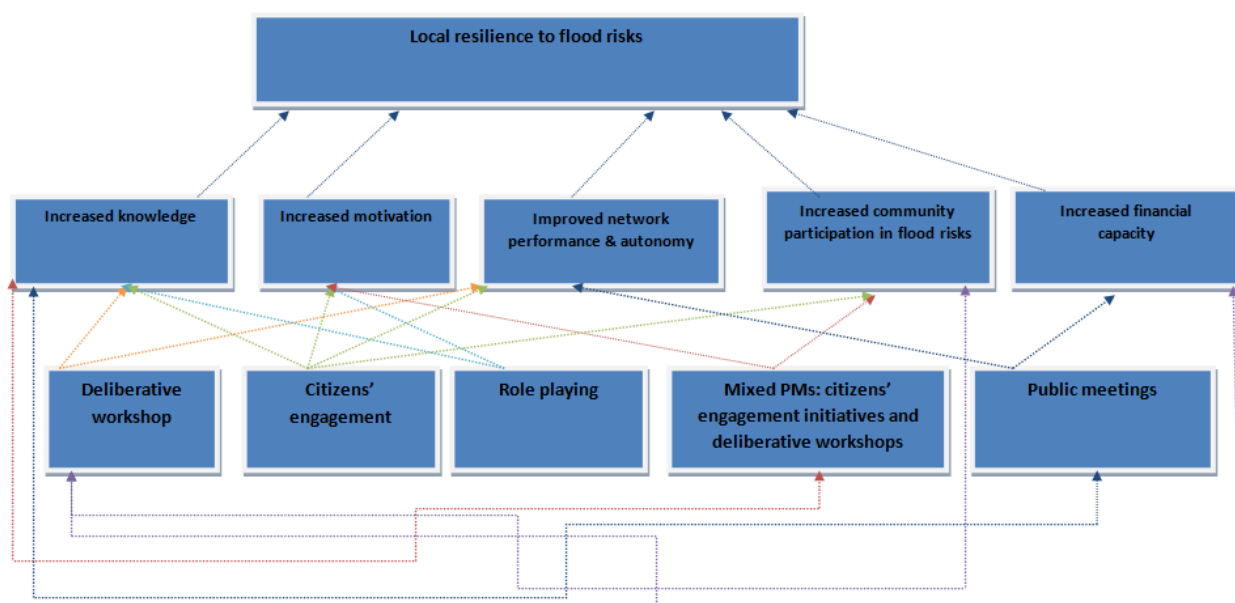 Local resilience to flood risks
Increased knowledge
Increased motivation
Improved network
performance & autonomy
Increased community
participation in flood risks
Increased financial
capacity
Deliberative
workshop
Citizens’
engagement
Role playing
Mixed PMs: citizens’
engagement initiatives and
deliberative workshops
Public meetings